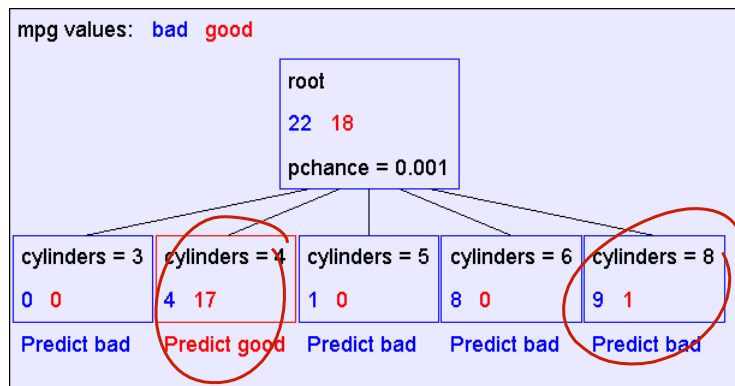 mpg values: bad good
root
22 18
pchance = 0.001
cylinders = 3 cylinders = 4 cylinders = 5 cylinders = 6 cylinders = 8
0 0 4 17 1 0 8 0 9 1
Predict bad Predict good Predict bad Predict bad Predict bad